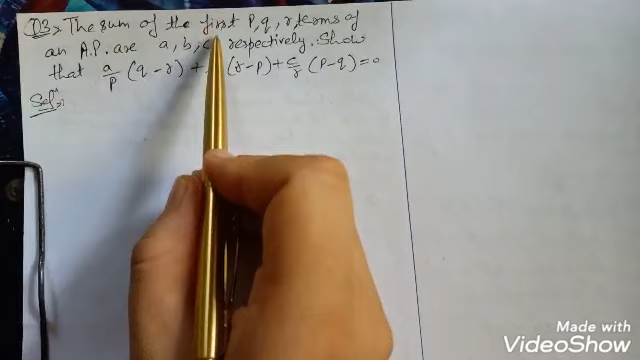 Q3. The sum of the first p, q, r, terms of
an A.P. are a, b, c respectively. Show
that a/p (q-r) + (r-p) + c/r (p-q) = 0
Sol":
Made with
VideoShow